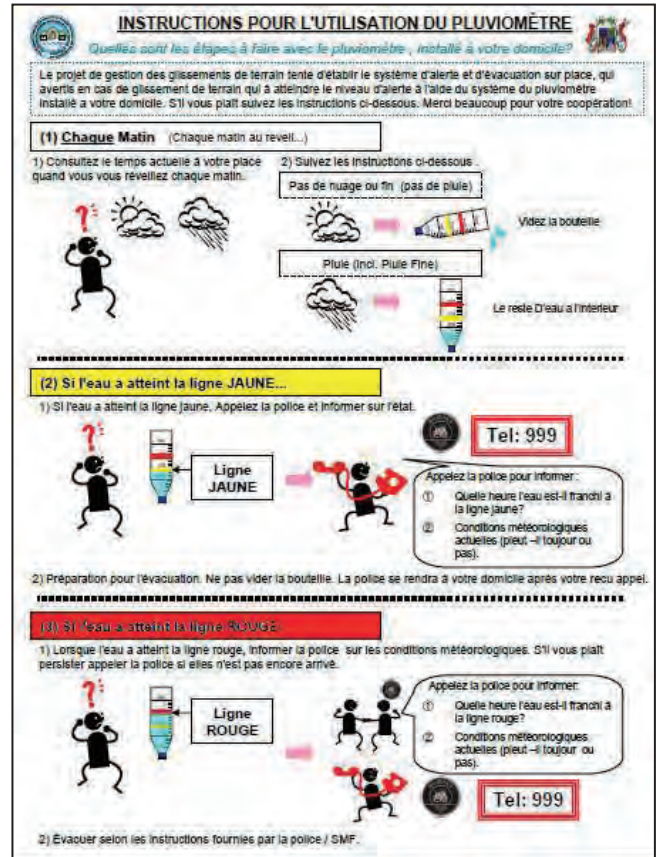 INSTRUCTIONS POUR L'UTILISATION DU PLUVIOMÈTRE
Quelles sont les étapes à faire avec le pluviomètre , installé à votre domicile?
Le projet de gestion des glissements de terrain tente d'établir le système d'alerte et d'évacuation sur place, qui
avertis en cas de glissement de terrain qui à atteindre le niveau d'alerte à l'aide du système du pluviomètre
installé a votre domicile. S'il vous plaît suivez les instructions ci-dessous. Merci beaucoup pour votre coopération!
(1) Chaque Matin (Chaque matin au reveil...)
1) Consultez le temps actuelle à votre place
quand vous vous réveillez chaque matin.
2) Suivez les instructions ci-dessous .
Pas de nuage ou fin (pas de pluie)
Videz la bouteille
Pluie (incl. Pluie Fine)
Le reste D'eau a l'interieur
(2) Si l'eau a atteint la ligne JAUNE...
1) Si l'eau a atteint la ligne jaune, Appelez la police et informer sur l'état.
Tel: 999
Ligne
JAUNE
Appelez la police pour informer :
① Quelle heure l'eau est-il franchi à
la ligne jaune?
② Conditions météorologiques
actuelles (pleut –il toujour ou
pas).
2) Préparation pour l'évacuation. Ne pas vider la bouteille. La police se rendra à votre domicile après votre recu appel.
(3) Si l'eau a atteint la ligne ROUGE
1) Lorsque l'eau a atteint la ligne rouge, informer la police sur les conditions météorologiques. S'il vous plaît
persister appeler la police si elles n'est pas encore arrivé.
Ligne
ROUGE
Appelez la police pour informer:
① Quelle heure l'eau est-il franchi à
la ligne rouge?
② Conditions météorologiques
actuelles (pleut –il toujour ou
pas).
Tel: 999
2) Évacuer selon les instructions fournies par la police / SMF.